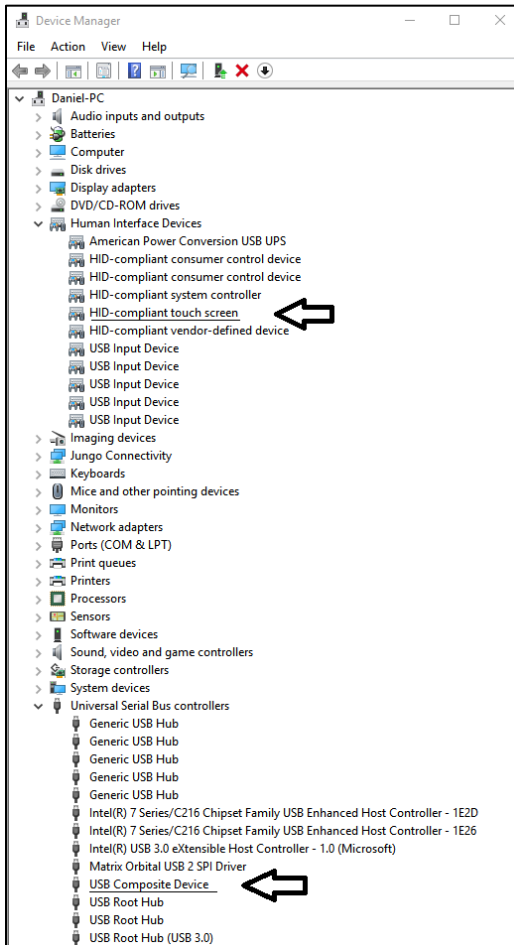 Device Manager
File Action View Help
Daniel-PC
Audio inputs and outputs
Batteries
Computer
Disk drives
Display adapters
DVD/CD-ROM drives
Human Interface Devices
American Power Conversion USB UPS
HID-compliant consumer control device
HID-compliant consumer control device
HID-compliant system controller
HID-compliant touch screen
HID-compliant vendor-defined device
USB Input Device
USB Input Device
USB Input Device
USB Input Device
USB Input Device
Imaging devices
Jungo Connectivity
Keyboards
Mice and other pointing devices
Monitors
Network adapters
Ports (COM & LPT)
Print queues
Printers
Processors
Sensors
Software devices
Sound, video and game controllers
Storage controllers
System devices
Universal Serial Bus controllers
Generic USB Hub
Generic USB Hub
Generic USB Hub
Generic USB Hub
Generic USB Hub
Intel(R) 7 Series/C216 Chipset Family USB Enhanced Host Controller - 1E2D
Intel(R) 7 Series/C216 Chipset Family USB Enhanced Host Controller - 1E26
Intel(R) USB 3.0 eXtensible Host Controller - 1.0 (Microsoft)
Matrix Orbital USB 2 SPI Driver
USB Composite Device
USB Root Hub
USB Root Hub
USB Root Hub (USB 3.0)